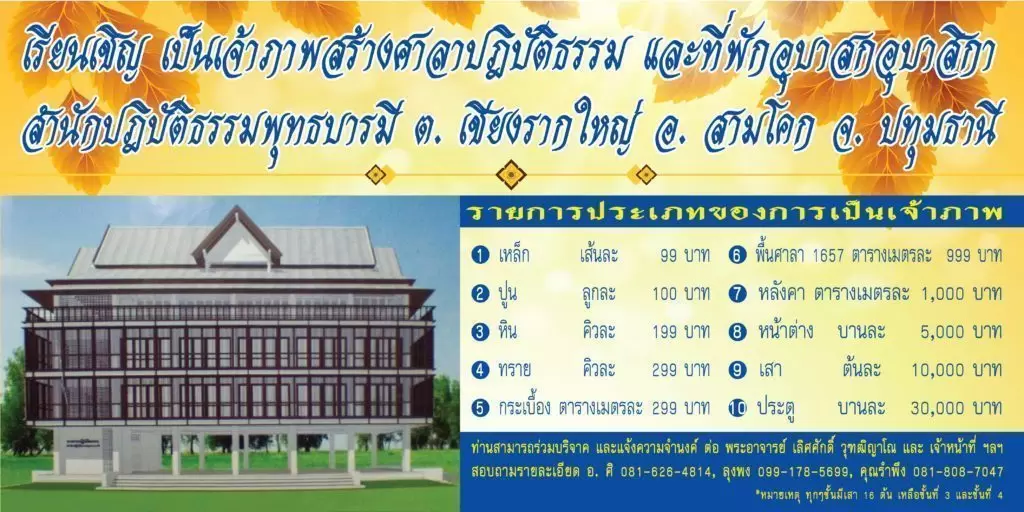 เรียนเชิญ เป็นเจ้าภาพสร้างศาลาปฏิบัติธรรม และที่พักอุบาสกอุบาสิกา
สำนักปฏิบัติธรรมพุทธบารมี ต. เชียงรากใหญ่ อ. สามโคก จ. ปทุมธานี
รายการประเภทของการเป็นเจ้าภาพ
1 เหล็ก เส้นละ 99 บาท
2 ปูน ลูกละ 100 บาท
3 หิน คิวละ 199 บาท
4 ทราย คิวละ 299 บาท
5 กระเบื้อง ตารางเมตรละ 299 บาท
6 พื้นศาลา 1657 ตารางเมตรละ 999 บาท
7 หลังคา ตารางเมตรละ 1,000 บาท
8 หน้าต่าง บานละ 5,000 บาท
9 เสา ต้นละ 10,000 บาท
10 ประตู บานละ 30,000 บาท
ท่านสามารถร่วมบริจาค และแจ้งความจำนงค์ ต่อ พระอาจารย์ เลิศศักดิ์ วุฑฒิญาโณ และ เจ้าหน้าที่ ฯลฯ
สอบถามรายละเอียด อ. ศิ 081-626-4814, ลุงพง 099-178-5699, คุณรำพึง 081-808-7047
*หมายเหตุ ทุกๆชั้นมีเสา 16 ต้น เหลือชั้นที่ 3 และชั้นที่ 4